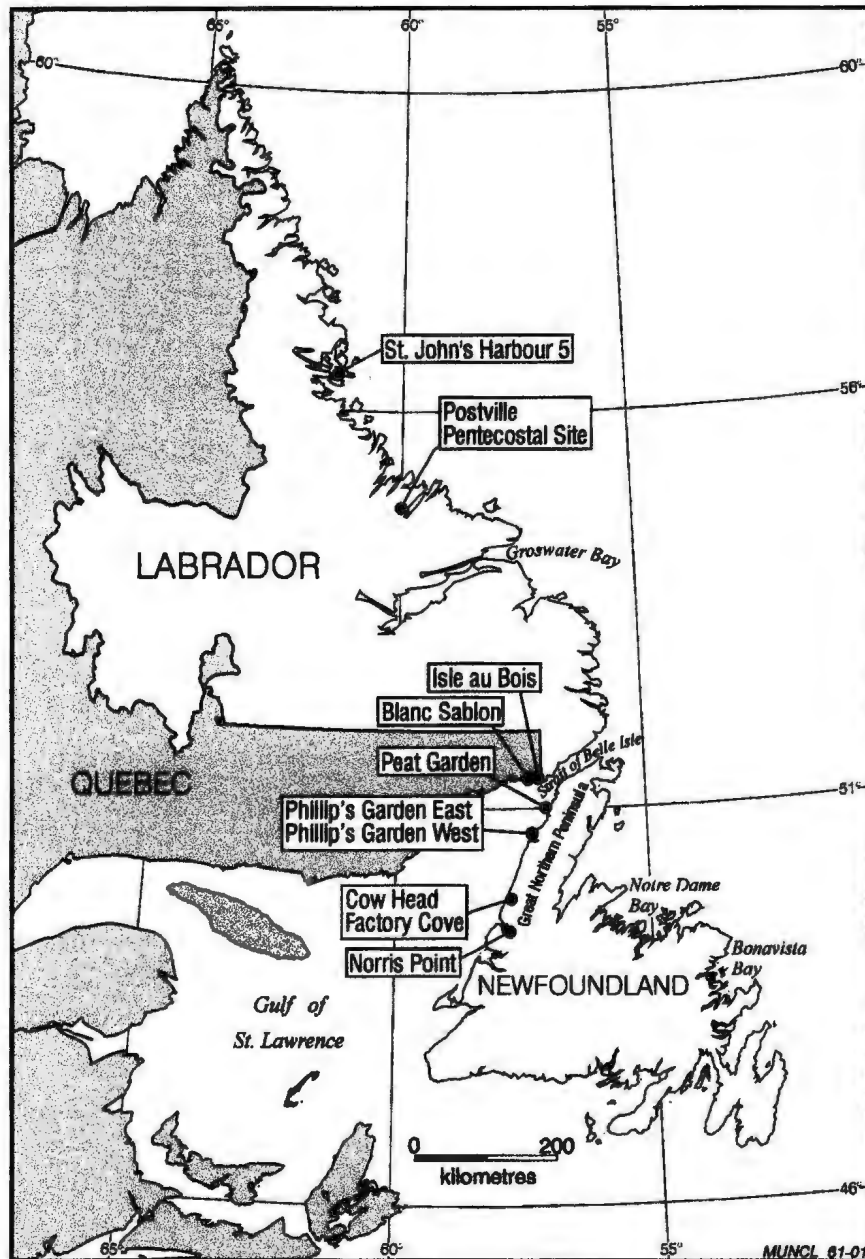 65°
60°
55°
60°
60°
St. John's Harbour 5
56°
Postville
Pentecostal Site
Groswater Bay
LABRADOR
Isle au Bois
Blanc Sablon
Strait of Belle Isle
Peat Garden
QUEBEC
51°
Phillip's Garden East
Phillip's Garden West
Great Northern Peninsula
Cow Head
Factory Cove
Notre Dame
Bay
Norris Point
Bonavista
Bay
NEWFOUNDLAND
Gulf of
St. Lawrence
0 200
kilometres
46°
65°
60°
55°
MUNCL 61-01